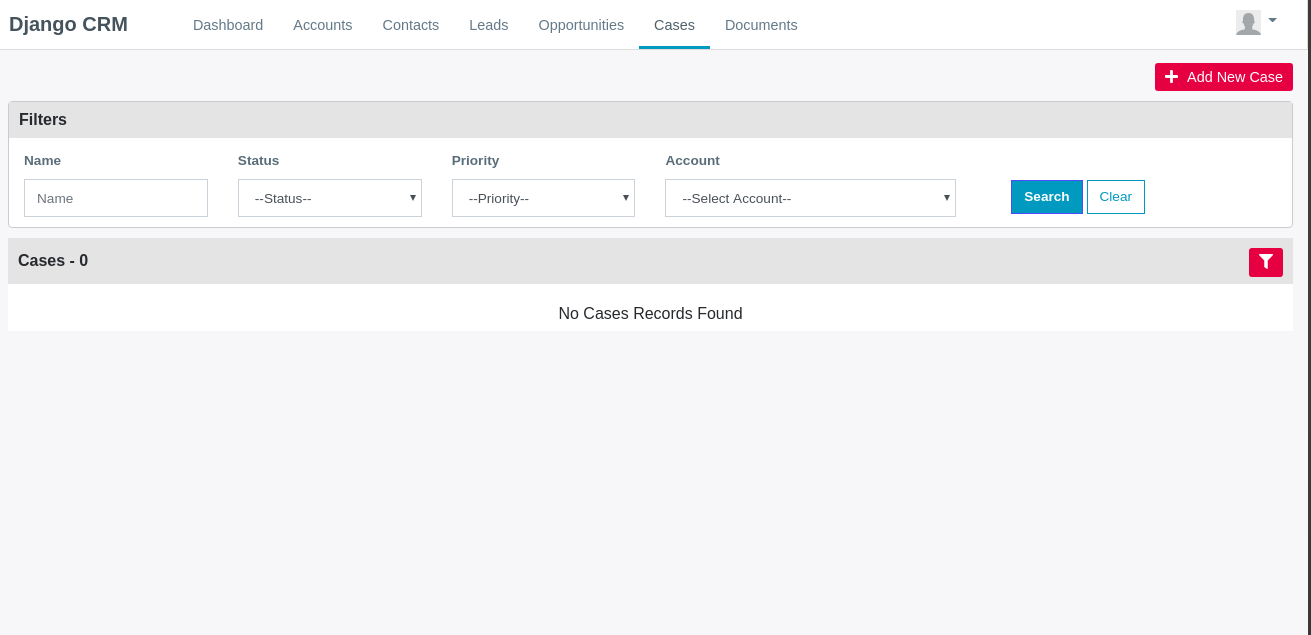 Django CRM Dashboard Accounts Contacts Leads Opportunities Cases Documents
Add New Case
Filters
Name Status Priority Account
Name --Status-- --Priority-- --Select Account-- Search Clear
Cases - 0
No Cases Records Found